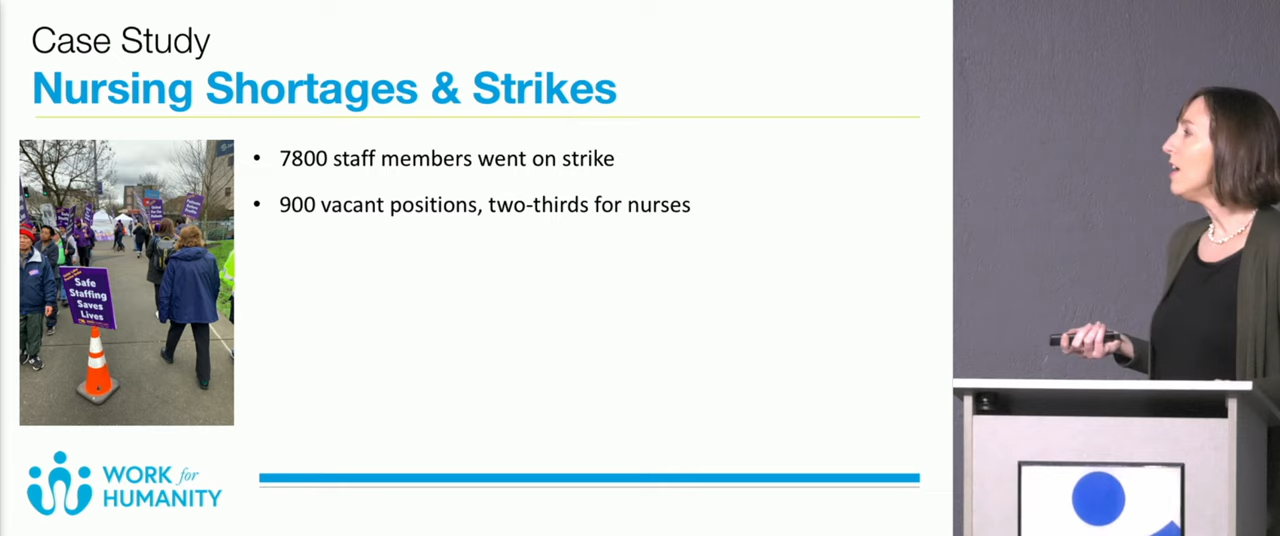 Case Study
Nursing Shortages & Strikes
• 7800 staff members went on strike
• 900 vacant positions, two-thirds for nurses
Safe
Staffing
Saves
Lives
WORK for
HUMANITY